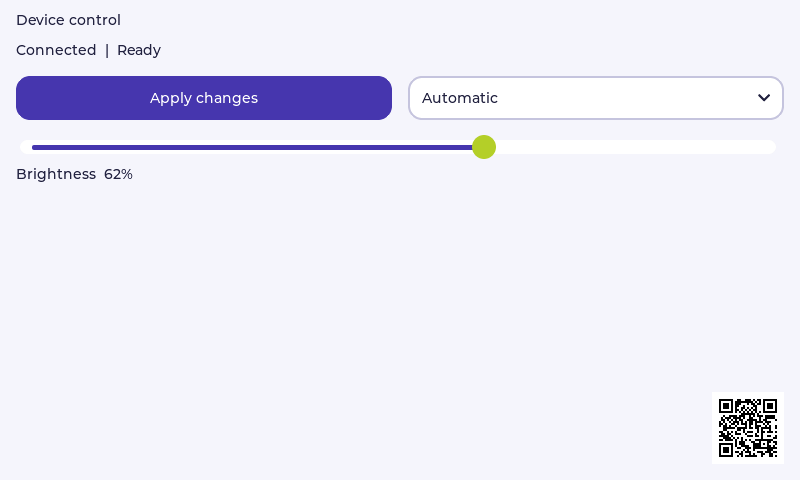 Device control
Connected | Ready
Apply changes
Automatic
Brightness 62%